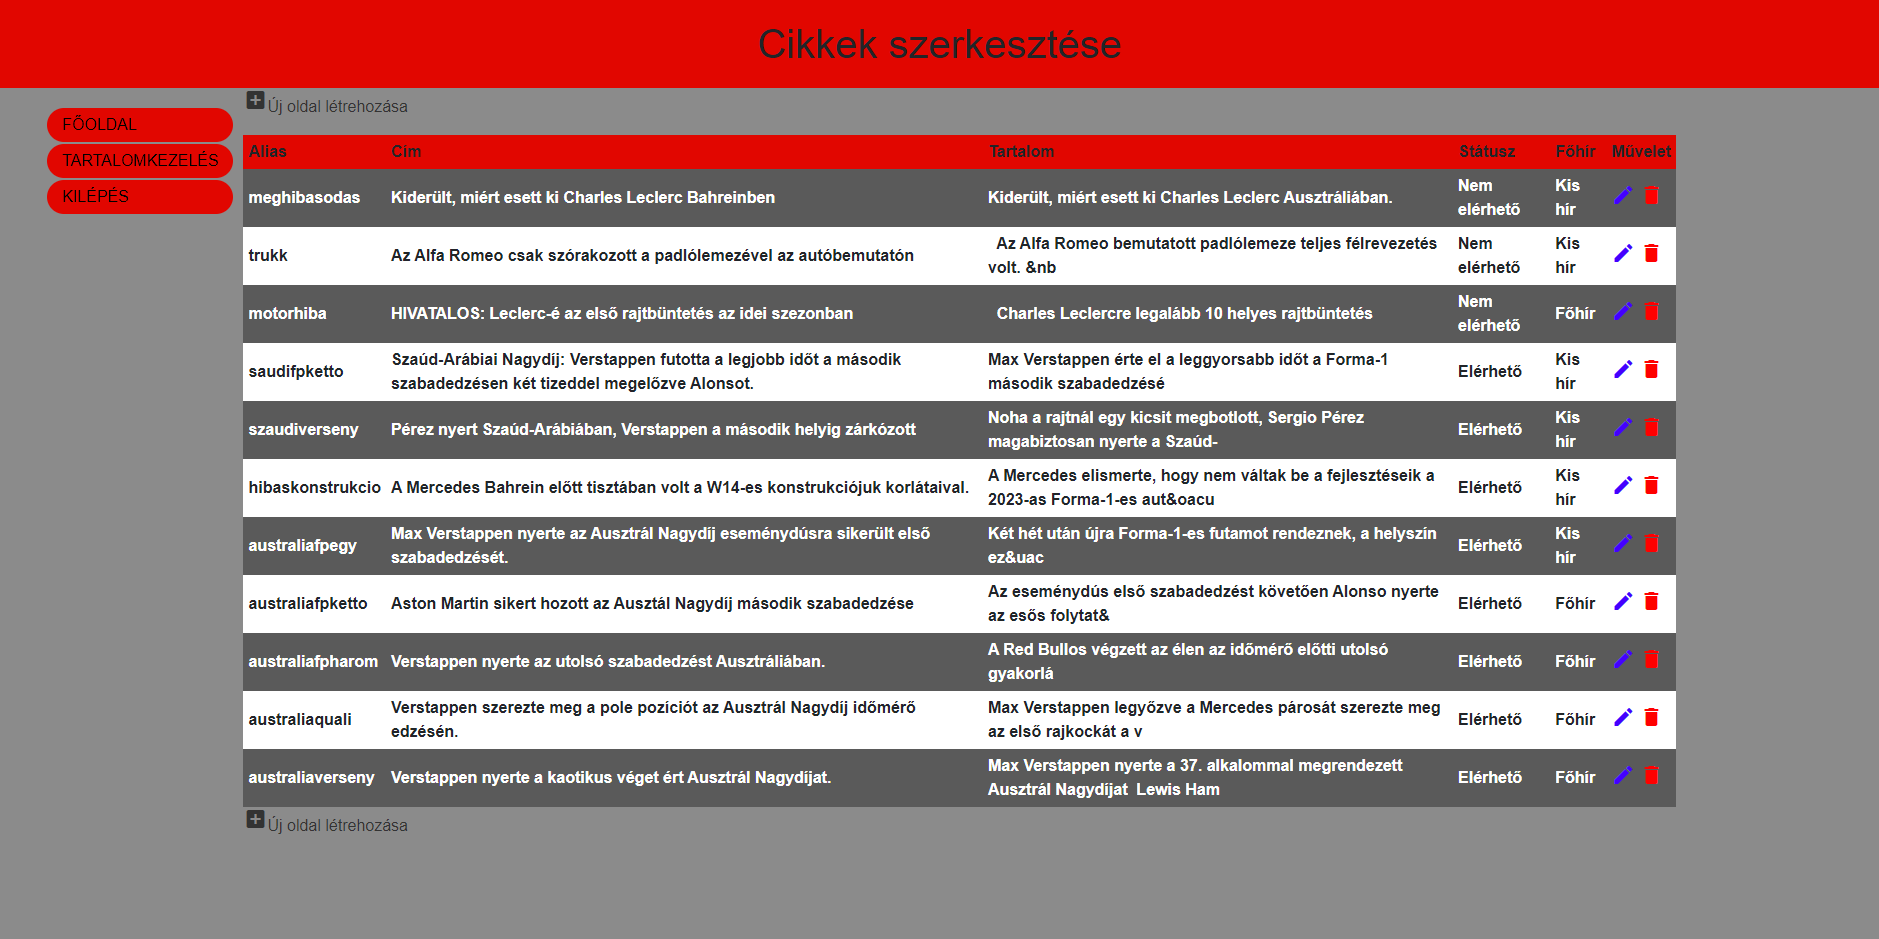 Cikkek szerkesztése
FŐOLDAL
TARTALOMKEZELÉS
KILÉPÉS
Új oldal létrehozása
Alias Cím Tartalom Státusz Főhír Művelet
meghibasodas Kiderült, miért esett ki Charles Leclerc Bahreinben Kiderült, miért esett ki Charles Leclerc Ausztráliában. Nem elérhető Kis hír
trukk Az Alfa Romeo csak szórakozott a padlólemezével az autóbemutatón Az Alfa Romeo bemutatott padlólemeze teljes félrevezetés volt. &nb Nem elérhető Kis hír
motorhiba HIVATALOS: Leclerc-é az első rajtbüntetés az idei szezonban Charles Leclercre legalább 10 helyes rajtbüntetés Nem elérhető Főhír
saudifpketto Szaúd-Arábiai Nagydíj: Verstappen futotta a legjobb időt a második szabadedzésen két tizeddel megelőzve Alonsot. Max Verstappen érte el a leggyorsabb időt a Forma-1 második szabadedzésé Elérhető Kis hír
szaudiverseny Pérez nyert Szaúd-Arábiában, Verstappen a második helyig zárkózott Noha a rajtnál egy kicsit megbotlott, Sergio Pérez magabiztosan nyerte a Szaúd- Elérhető Kis hír
hibaskonstrukcio A Mercedes Bahrein előtt tisztában volt a W14-es konstrukciójuk korlátaival. A Mercedes elismerte, hogy nem váltak be a fejlesztéseik a 2023-as Forma-1-es aut&oacu Elérhető Kis hír
australiafpegy Max Verstappen nyerte az Ausztrál Nagydíj eseménydúsra sikerült első szabadedzését. Két hét után újra Forma-1-es futamot rendeznek, a helyszín ez&uac Elérhető Kis hír
australiafpketto Aston Martin sikert hozott az Ausztál Nagydíj második szabadedzése Az eseménydús első szabadedzést követően Alonso nyerte az esős folytat& Elérhető Főhír
australiafpharom Verstappen nyerte az utolsó szabadedzést Ausztráliában. A Red Bullos végzett az élen az időmérő előtti utolsó gyakorlá Elérhető Főhír
australiaquali Verstappen szerezte meg a pole pozíciót az Ausztrál Nagydíj időmérő edzésén. Max Verstappen legyőzve a Mercedes párosát szerezte meg az első rajkockát a v Elérhető Főhír
australiaverseny Verstappen nyerte a kaotikus véget ért Ausztrál Nagydíjat. Max Verstappen nyerte a 37. alkalommal megrendezett Ausztrál Nagydíjat Lewis Ham Elérhető Főhír
Új oldal létrehozása